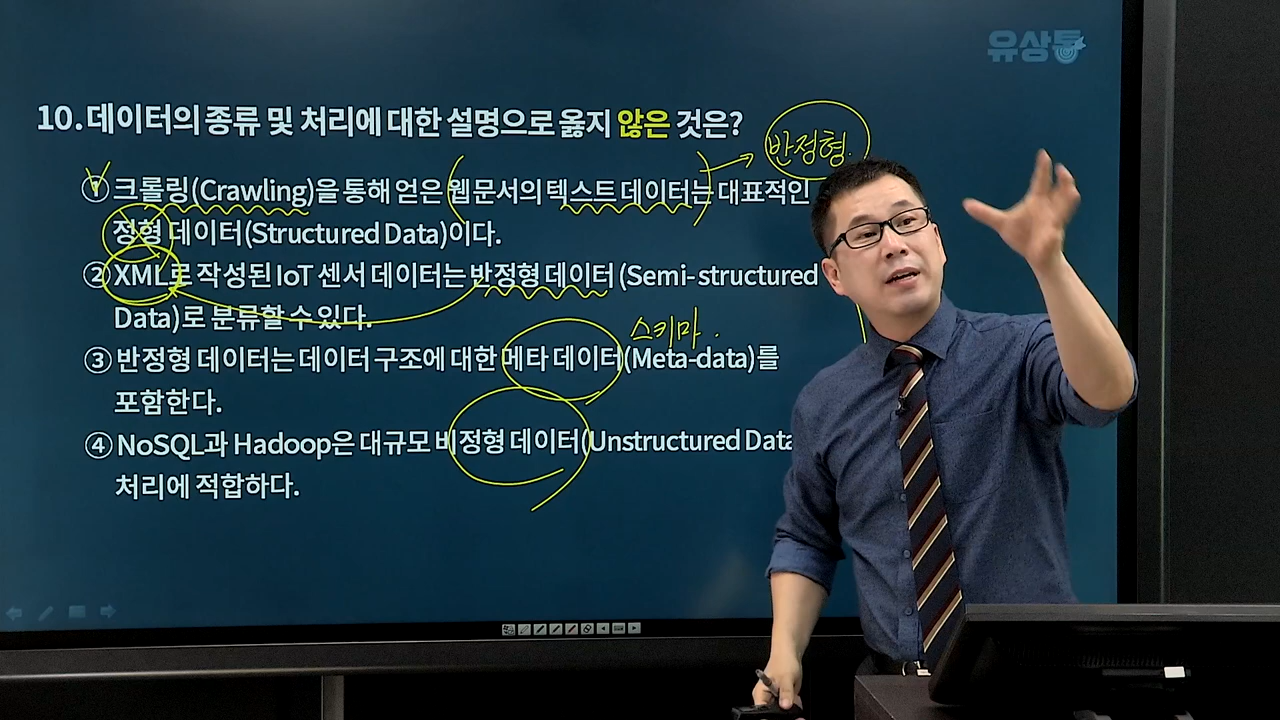 유상통
10. 데이터의 종류 및 처리에 대한 설명으로 옳지 않은 것은?
반정형.
① 크롤링(Crawling)을 통해 얻은 웹문서의 텍스트 데이터는 대표적인
정형 데이터(Structured Data)이다.
② XML로 작성된 IoT 센서 데이터는 반정형 데이터 (Semi-structured
Data)로 분류할 수 있다.
스키마.
③ 반정형 데이터는 데이터 구조에 대한 메타 데이터(Meta-data)를
포함한다.
④ NoSQL과 Hadoop은 대규모 비정형 데이터(Unstructured Data
처리에 적합하다.